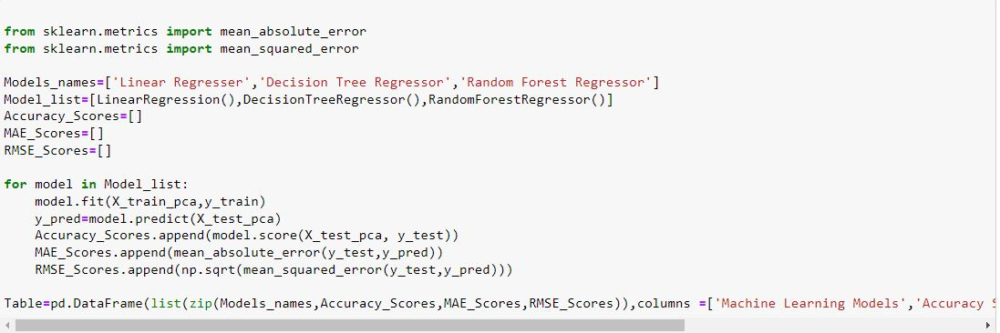 from sklearn.metrics import mean_absolute_error
from sklearn.metrics import mean_squared_error
Models_names=['Linear Regresser','Decision Tree Regressor','Random Forest Regressor']
Model_list=[LinearRegression(),DecisionTreeRegressor(),RandomForestRegressor()]
Accuracy_Scores=[]
MAE_Scores=[]
RMSE_Scores=[]
for model in Model_list:
    model.fit(X_train_pca,y_train)
    y_pred=model.predict(X_test_pca)
    Accuracy_Scores.append(model.score(X_test_pca, y_test))
    MAE_Scores.append(mean_absolute_error(y_test,y_pred))
    RMSE_Scores.append(np.sqrt(mean_squared_error(y_test,y_pred)))
Table=pd.DataFrame(list(zip(Models_names,Accuracy_Scores,MAE_Scores,RMSE_Scores)),columns =['Machine Learning Models','Accuracy